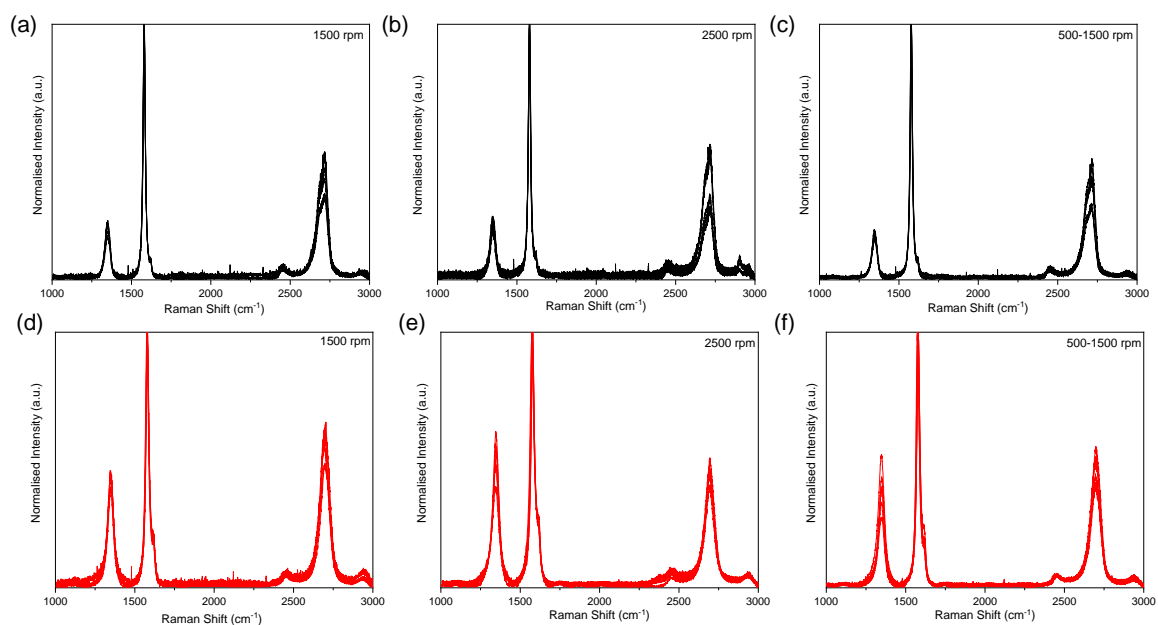 (a)
1500 rpm
Normalised Intensity (a.u.)
1000 1500 2000 2500 3000
Raman Shift (cm⁻¹)
(b)
2500 rpm
Normalised Intensity (a.u.)
1000 1500 2000 2500 3000
Raman Shift (cm⁻¹)
(c)
500-1500 rpm
Normalised Intensity (a.u.)
1000 1500 2000 2500 3000
Raman Shift (cm⁻¹)
(d)
1500 rpm
Normalised Intensity (a.u.)
1000 1500 2000 2500 3000
Raman Shift (cm⁻¹)
(e)
2500 rpm
Normalised Intensity (a.u.)
1000 1500 2000 2500 3000
Raman Shift (cm⁻¹)
(f)
500-1500 rpm
Normalised Intensity (a.u.)
1000 1500 2000 2500 3000
Raman Shift (cm⁻¹)